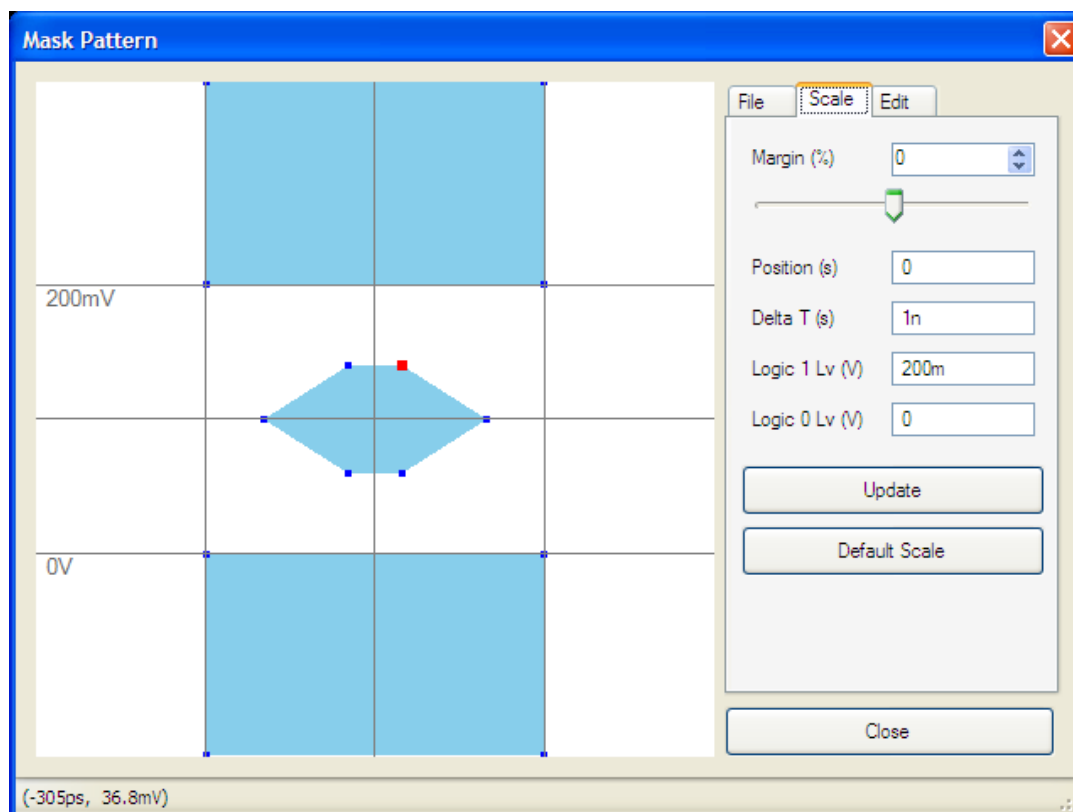 Mask Pattern
File Scale Edit
Margin (%) 0
200mV
Position (s) 0
Delta T (s) 1n
Logic 1 Lv (V) 200m
Logic 0 Lv (V) 0
Update
Default Scale
0V
Close
(-305ps, 36.8mV)